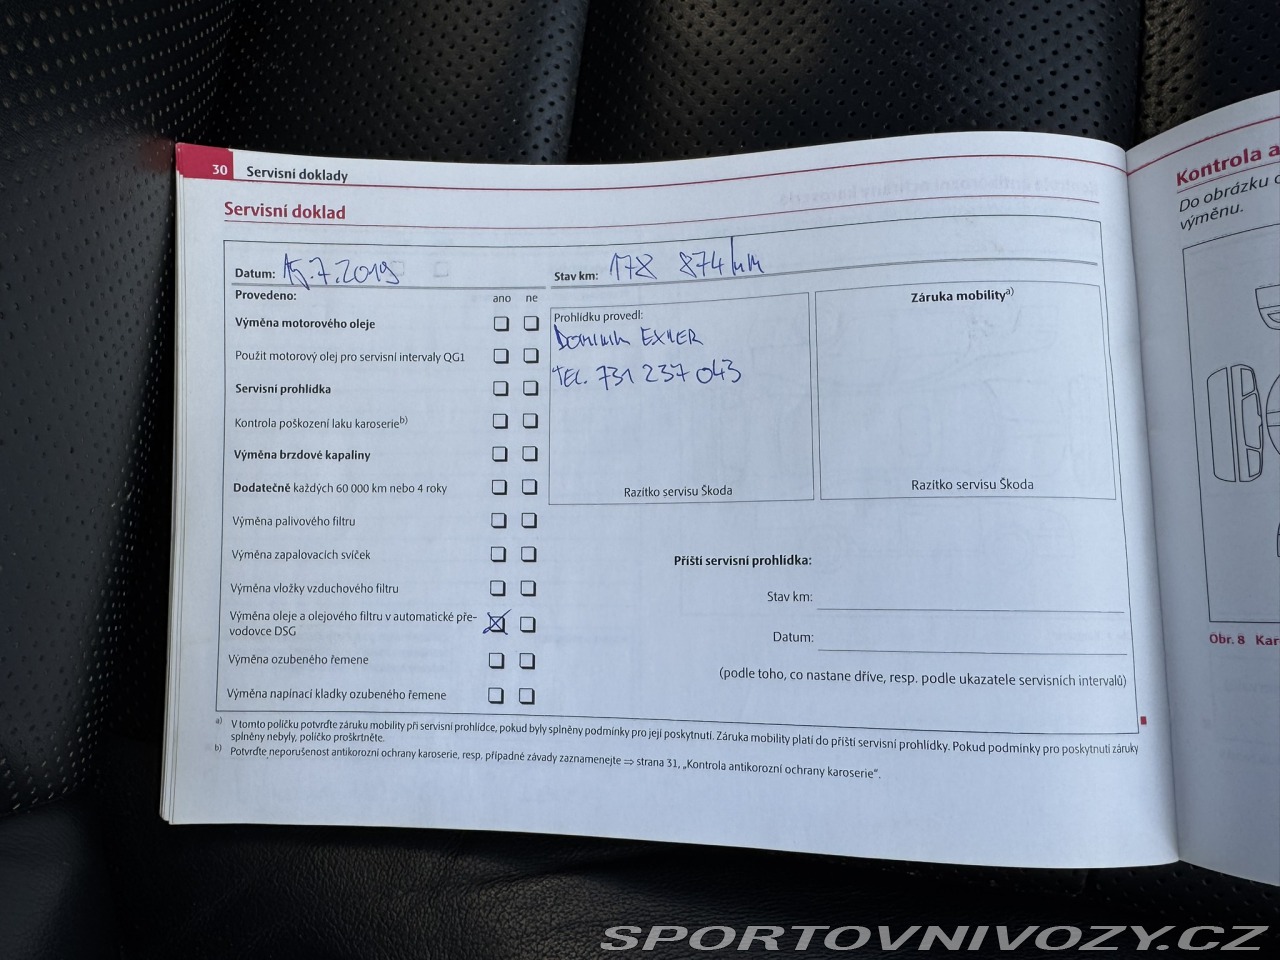 30 Servisní doklady
Servisní doklad
Datum: 15.7.2019
Stav km: 178 874 km
Provedeno: ano ne
Výměna motorového oleje
Použit motorový olej pro servisní intervaly QG1
Servisní prohlídka
Kontrola poškození laku karoserie b)
Výměna brzdové kapaliny
Dodatečně každých 60 000 km nebo 4 roky
Výměna palivového filtru
Výměna zapalovacích svíček
Výměna vložky vzduchového filtru
Výměna oleje a olejového filtru v automatické pře-
vodovce DSG
Výměna ozubeného řemene
Výměna napínací kladky ozubeného řemene
Prohlídku provedl:
DOMINIK EXNER
TEL. 731 237 043
Razítko servisu Škoda
Záruka mobility a)
Razítko servisu Škoda
Příští servisní prohlídka:
Stav km:
Datum:
(podle toho, co nastane dříve, resp. podle ukazatele servisních intervalů)
a) V tomto políčku potvrďte záruku mobility při servisní prohlídce, pokud byly splněny podmínky pro její poskytnutí. Záruka mobility platí do příští servisní prohlídky. Pokud podmínky pro poskytnutí záruky
splněny nebyly, políčko proškrtněte.
b) Potvrďte neporušenost antikorozní ochrany karoserie, resp. případné závady zaznamenejte ⇒ strana 31, „Kontrola antikorozní ochrany karoserie“.
Kontrola a
Do obrázku
výměnu.
Obr. 8 Kar
SPORTOVNIVOZY.CZ